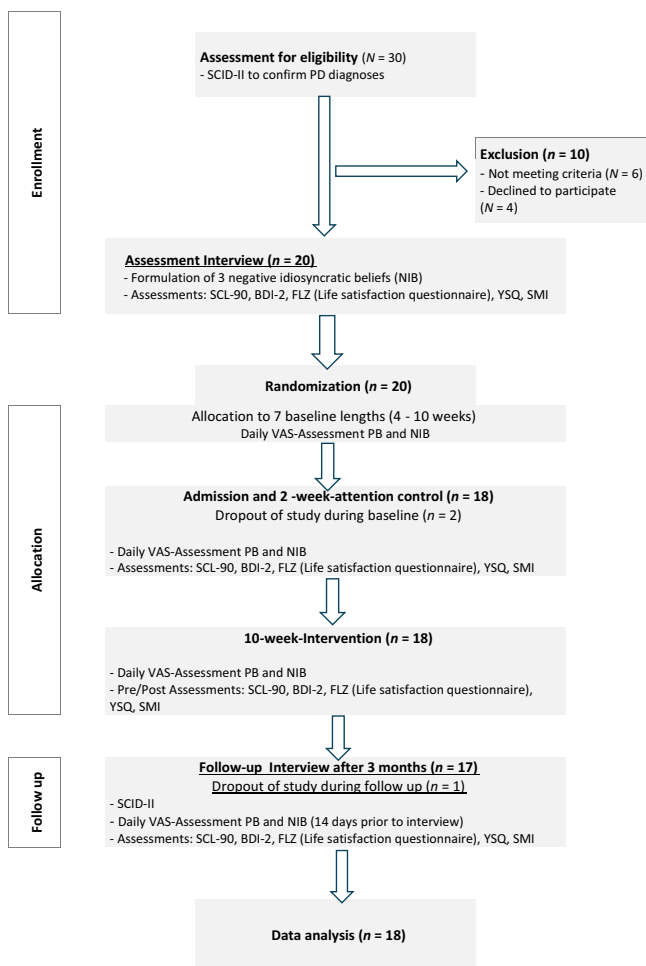 Enrollment
Assessment for eligibility (N = 30)
- SCID-II to confirm PD diagnoses
Exclusion (n = 10)
- Not meeting criteria (N = 6)
- Declined to participate
(N = 4)
Assessment Interview (n = 20)
- Formulation of 3 negative idiosyncratic beliefs (NIB)
- Assessments: SCL-90, BDI-2, FLZ (Life satisfaction questionnaire), YSQ, SMI
Randomization (n = 20)
Allocation
Allocation to 7 baseline lengths (4 - 10 weeks)
Daily VAS-Assessment PB and NIB
Admission and 2 -week-attention control (n = 18)
Dropout of study during baseline (n = 2)
- Daily VAS-Assessment PB and NIB
- Assessments: SCL-90, BDI-2, FLZ (Life satisfaction questionnaire), YSQ, SMI
10-week-Intervention (n = 18)
- Daily VAS-Assessment PB and NIB
- Pre/Post Assessments: SCL-90, BDI-2, FLZ (Life satisfaction questionnaire),
YSQ, SMI
Follow up
Follow-up Interview after 3 months (n = 17)
Dropout of study during follow up (n = 1)
- SCID-II
- Daily VAS-Assessment PB and NIB (14 days prior to interview)
- Assessments: SCL-90, BDI-2, FLZ (Life satisfaction questionnaire), YSQ, SMI
Data analysis (n = 18)